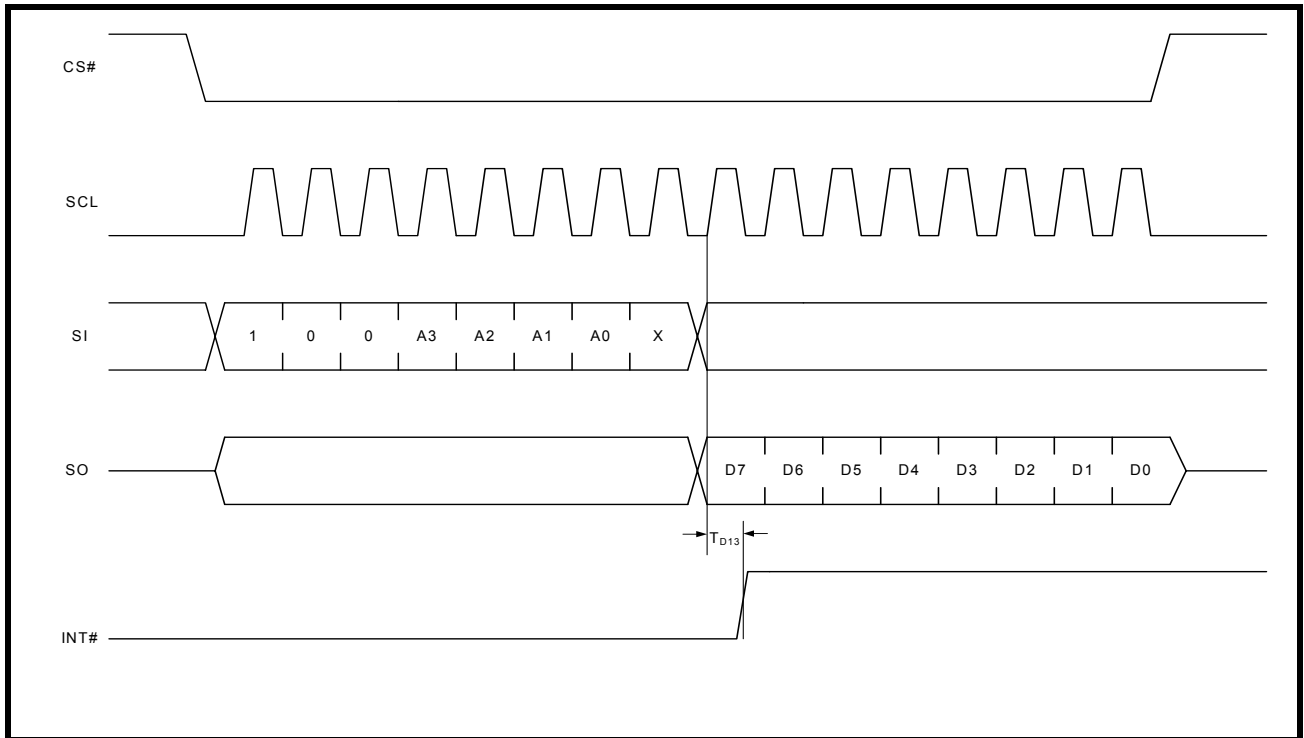 CS#
SCL
SI 1 0 0 A3 A2 A1 A0 X
SO D7 D6 D5 D4 D3 D2 D1 D0
TD13
INT#